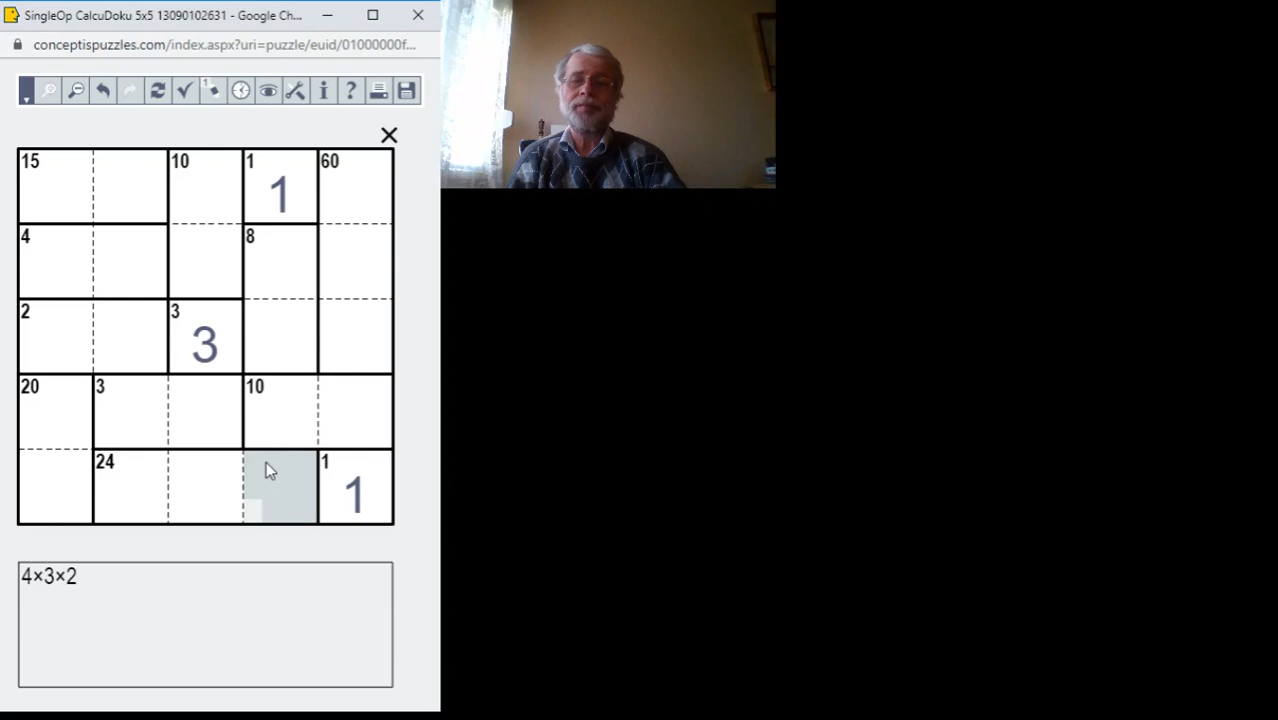 SingleOp CalcuDoku 5x5 13090102631 - Google Ch...
conceptispuzzles.com/index.aspx?uri=puzzle/euid/01000000f...
1 i ?
15 10 1 60
1
4 8
2 3
3
20 3 10
24 1
1
4×3×2